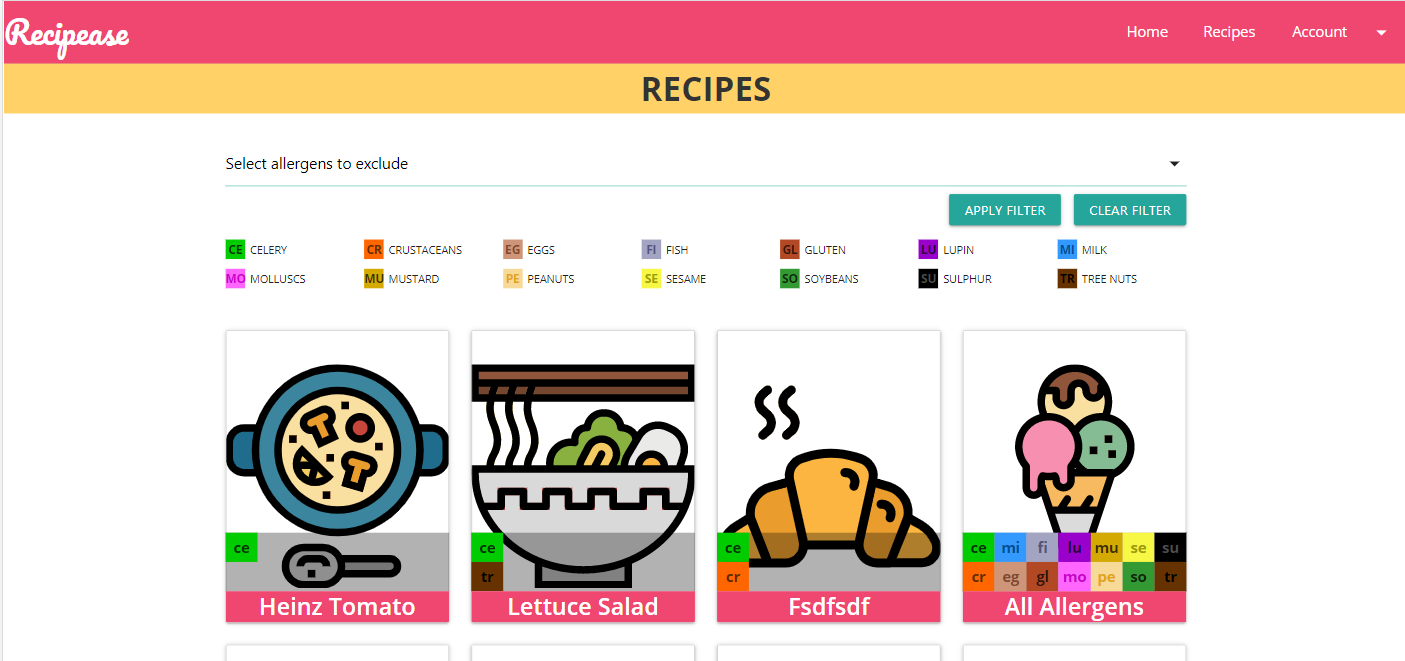 Recipease
Home Recipes Account
RECIPES
Select allergens to exclude
APPLY FILTER CLEAR FILTER
CE CELERY CR CRUSTACEANS EG EGGS FI FISH GL GLUTEN LU LUPIN MI MILK
MO MOLLUSCS MU MUSTARD PE PEANUTS SE SESAME SO SOYBEANS SU SULPHUR TR TREE NUTS
ce
Heinz Tomato
ce
tr
Lettuce Salad
ce
cr
Fsdfsdf
ce mi fi lu mu se su
cr eg gl mo pe so tr
All Allergens